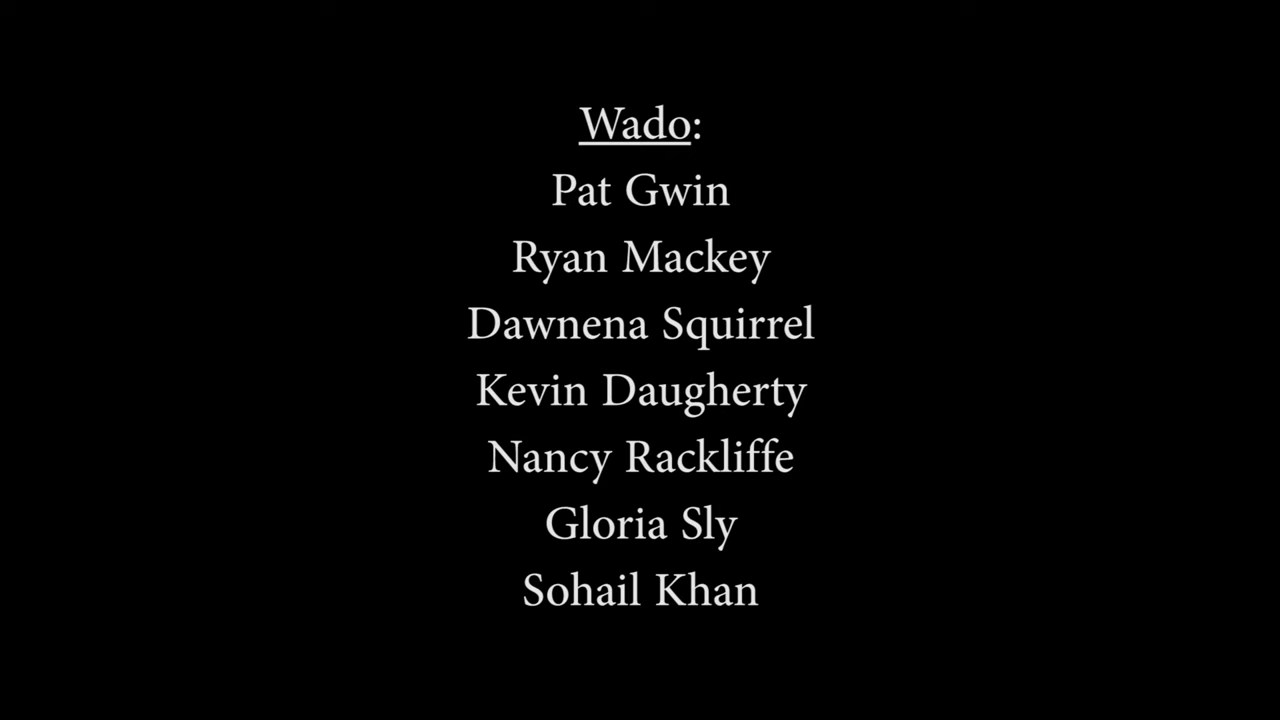 Wado:
Pat Gwin
Ryan Mackey
Dawnena Squirrel
Kevin Daugherty
Nancy Rackliffe
Gloria Sly
Sohail Khan